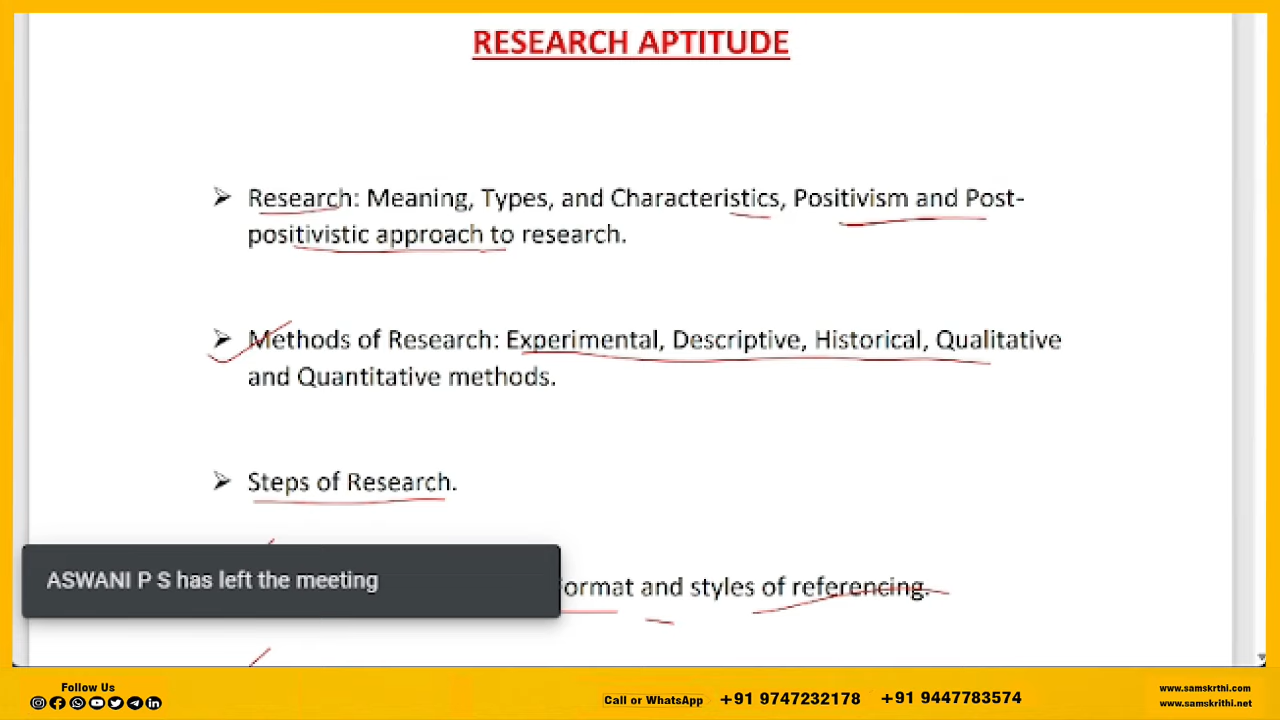 RESEARCH APTITUDE
➢ Research: Meaning, Types, and Characteristics, Positivism and Post-
positivistic approach to research.
➢ Methods of Research: Experimental, Descriptive, Historical, Qualitative
and Quantitative methods.
➢ Steps of Research.
ASWANI P S has left the meeting
format and styles of referencing.
Follow Us
Call or WhatsApp +91 9747232178 +91 9447783574
www.samskrthi.com
www.samskrithi.net